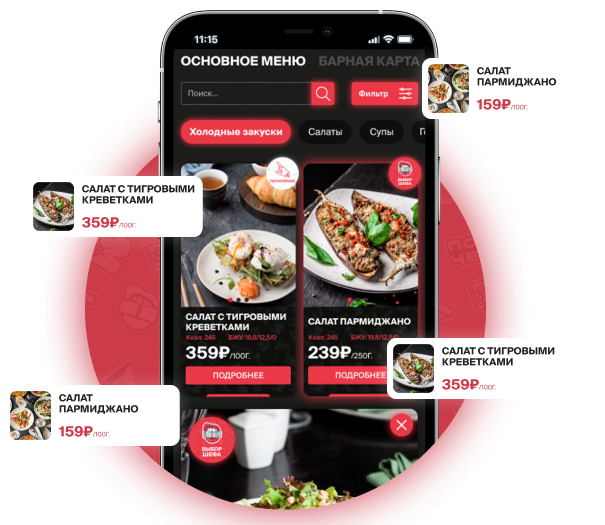 11:15
ОСНОВНОЕ МЕНЮ
БАРНАЯ КАРТА
Поиск...
Фильтр
Холодные закуски
Салаты
Супы
САЛАТ
ПАРМИДЖАНО
159₽/100г.
САЛАТ С ТИГРОВЫМИ
КРЕВЕТКАМИ
359₽/100г.
ПОПУЛЯРНОЕ
ВЫБОР
ШЕФА
САЛАТ С ТИГРОВЫМИ
КРЕВЕТКАМИ
Ккал: 245 БЖУ: 19,8/12,5/0
359₽/100г.
ПОДРОБНЕЕ
САЛАТ ПАРМИДЖАНО
Ккал: 245 БЖУ: 19,8/12,5/0
239₽/250г.
ПОДРОБНЕЕ
САЛАТ С ТИГРОВЫМИ
КРЕВЕТКАМИ
359₽/100г.
САЛАТ
ПАРМИДЖАНО
159₽/100г.
ВЫБОР
ШЕФА